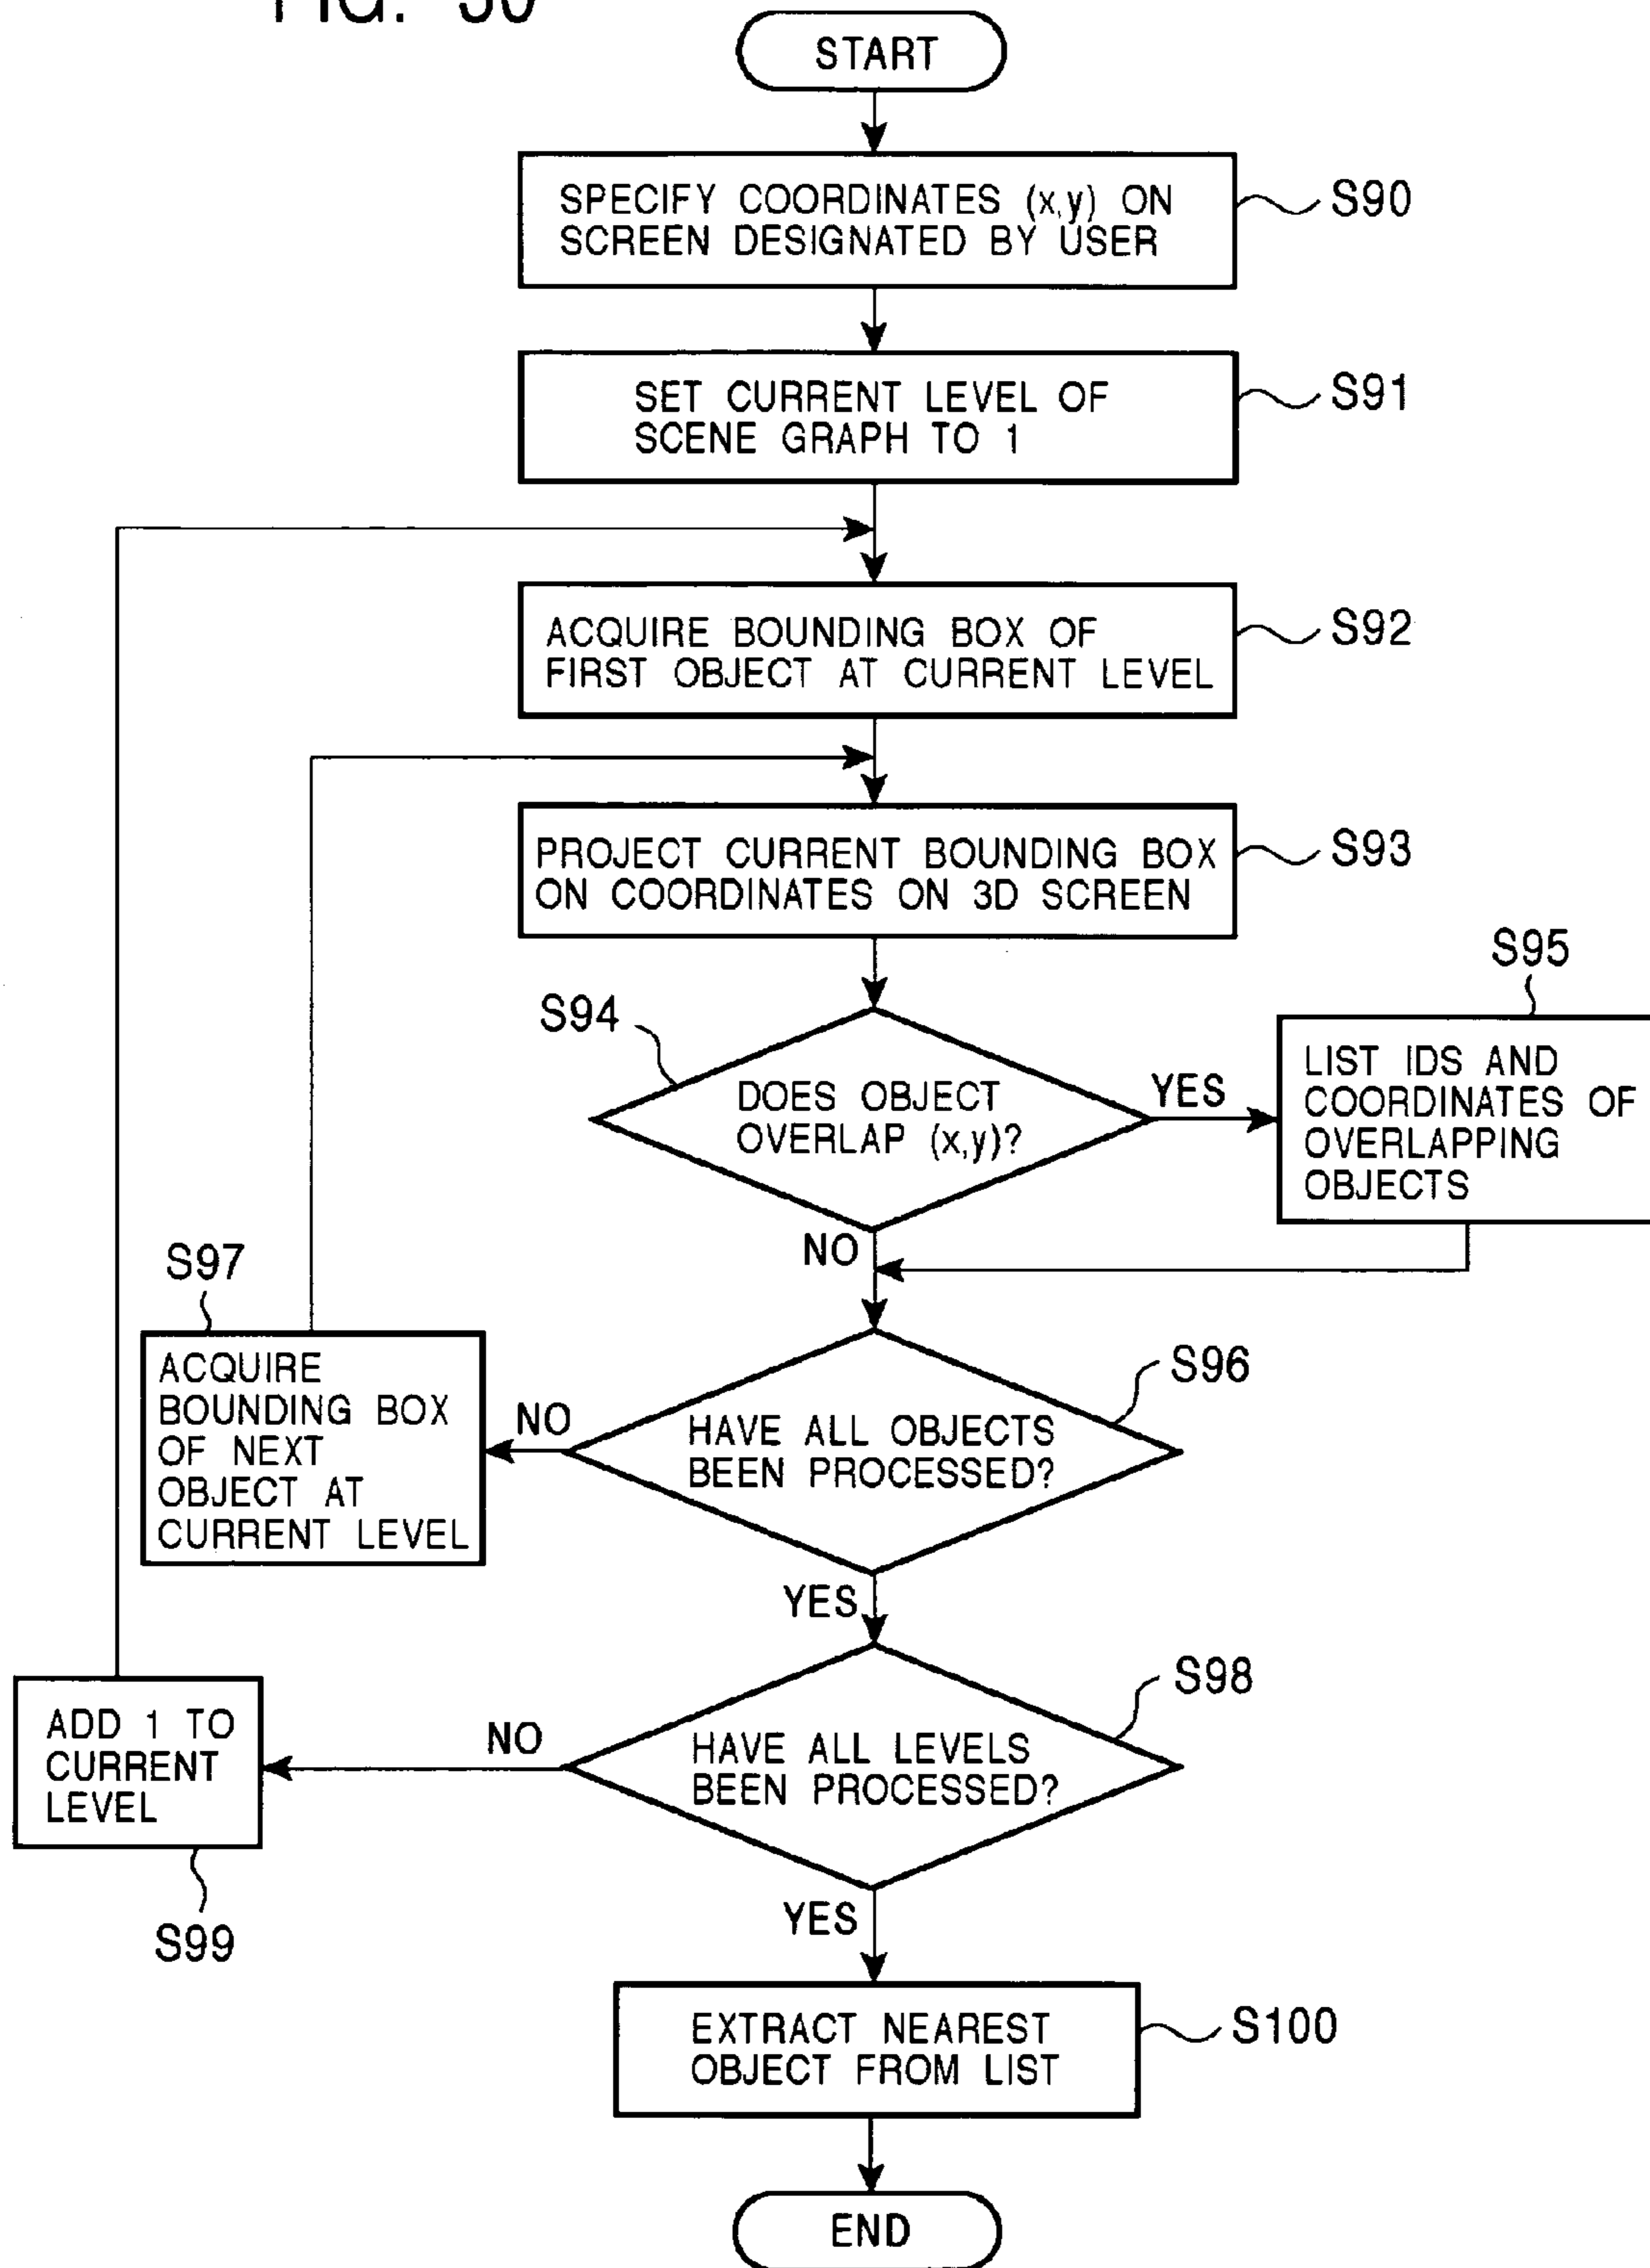 FIG. 30
START
SPECIFY COORDINATES (x,y) ON
SCREEN DESIGNATED BY USER
S90
SET CURRENT LEVEL OF
SCENE GRAPH TO 1
S91
ACQUIRE BOUNDING BOX OF
FIRST OBJECT AT CURRENT LEVEL
S92
PROJECT CURRENT BOUNDING BOX
ON COORDINATES ON 3D SCREEN
S93
S94
DOES OBJECT
OVERLAP (x,y)?
YES
NO
S95
LIST IDS AND
COORDINATES OF
OVERLAPPING
OBJECTS
S96
HAVE ALL OBJECTS
BEEN PROCESSED?
NO
YES
S97
ACQUIRE
BOUNDING BOX
OF NEXT
OBJECT AT
CURRENT LEVEL
S98
HAVE ALL LEVELS
BEEN PROCESSED?
NO
YES
ADD 1 TO
CURRENT
LEVEL
S99
EXTRACT NEAREST
OBJECT FROM LIST
S100
END